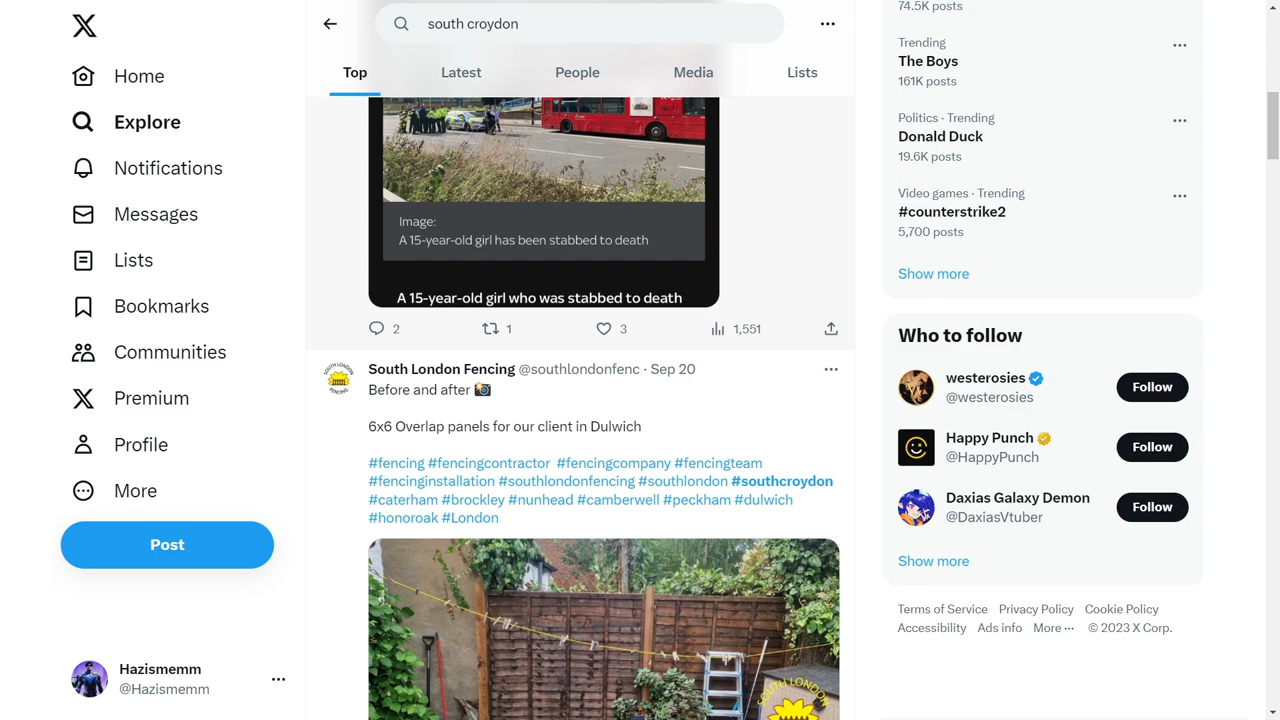 Home
Explore
Notifications
Messages
Lists
Bookmarks
Communities
Premium
Profile
More
Post
Hazismemm
@Hazismemm
south croydon
Top
Latest
People
Media
Lists
Image:
A 15-year-old girl has been stabbed to death
A 15-year-old girl who was stabbed to death
2
1
3
1,551
South London Fencing @southlondonfenc · Sep 20
Before and after 📸
6x6 Overlap panels for our client in Dulwich
#fencing #fencingcontractor #fencingcompany #fencingteam
#fencinginstallation #southlondonfencing #southlondon #southcroydon
#caterham #brockley #nunhead #camberwell #peckham #dulwich
#honoroak #London
SOUTH LONDON
74.5K posts
Trending
The Boys
161K posts
Politics · Trending
Donald Duck
19.6K posts
Video games · Trending
#counterstrike2
5,700 posts
Show more
Who to follow
westerosies
@westerosies
Follow
Happy Punch
@HappyPunch
Follow
Daxias Galaxy Demon
@DaxiasVtuber
Follow
Show more
Terms of Service Privacy Policy Cookie Policy
Accessibility Ads info More ··· © 2023 X Corp.